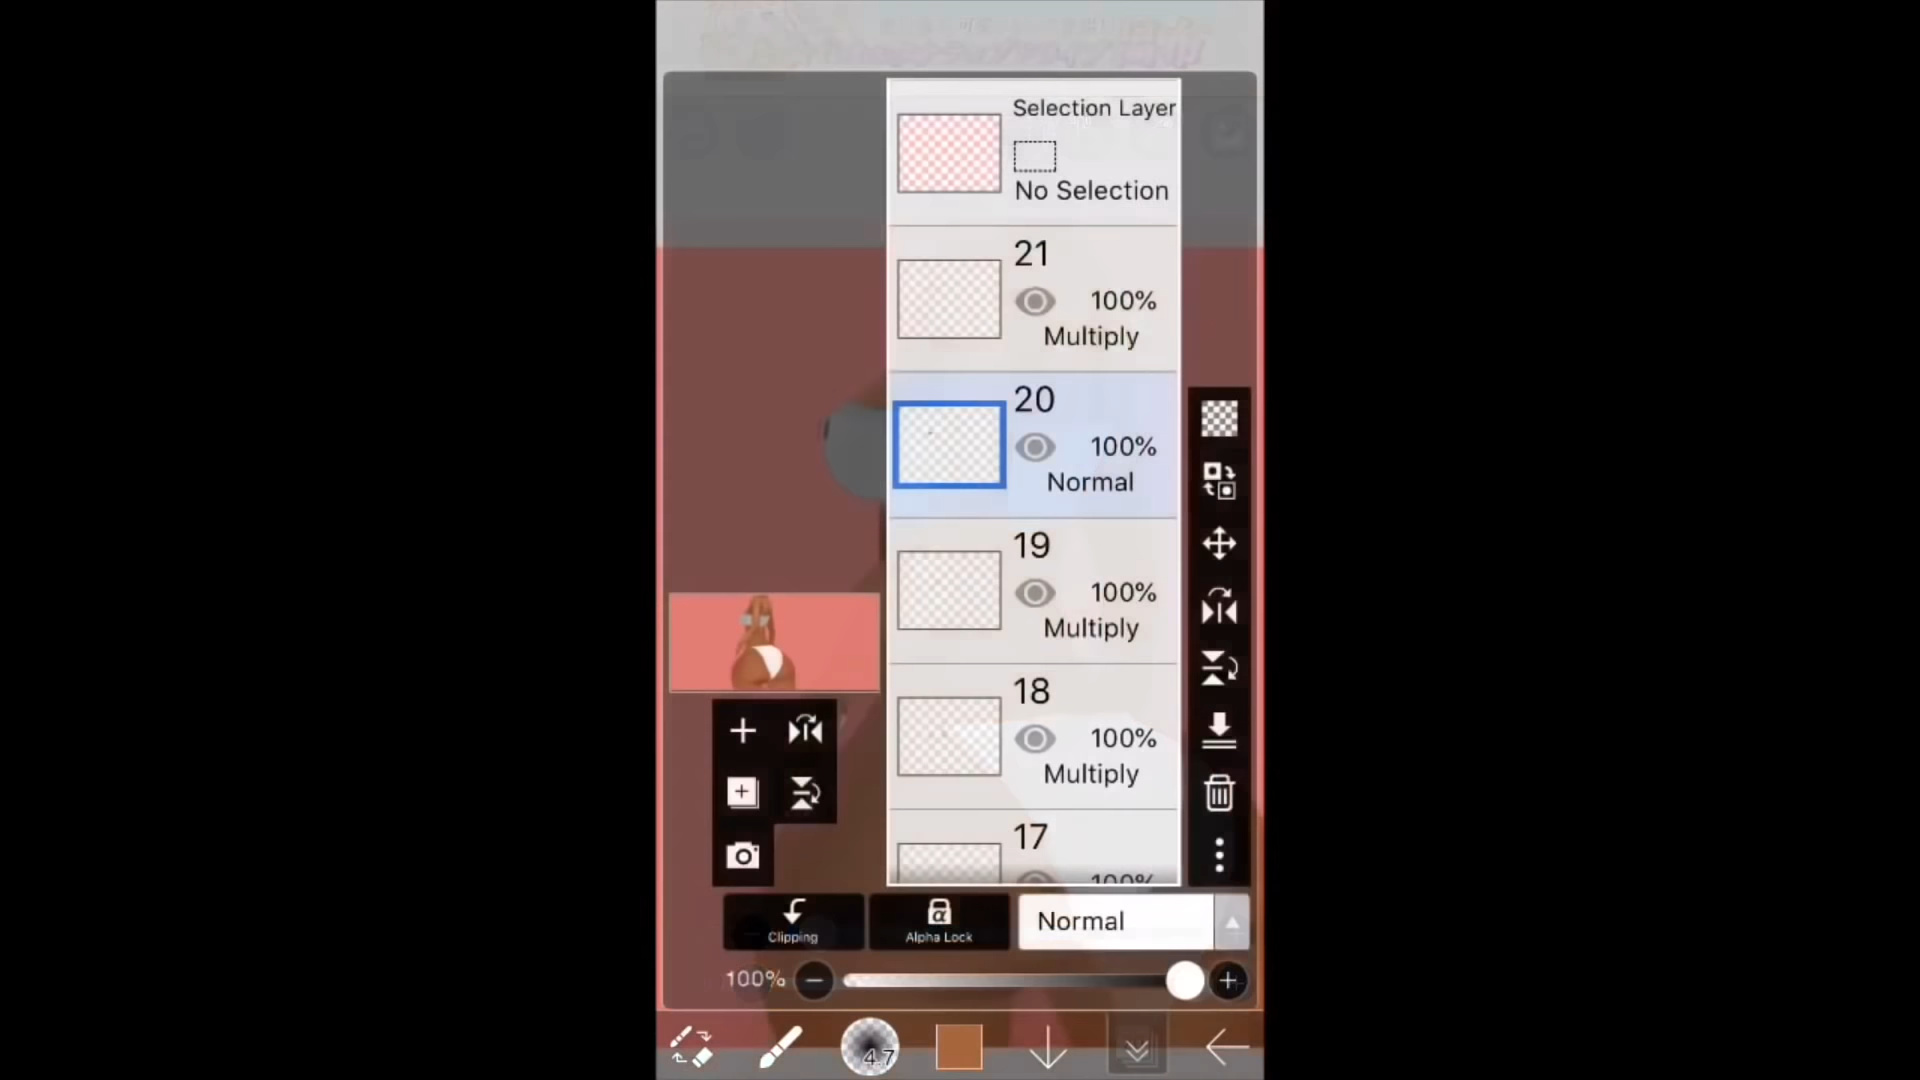 Selection Layer
No Selection
21
100%
Multiply
20
100%
Normal
19
100%
Multiply
18
100%
Multiply
17
100%
Clipping
α
Alpha Lock
Normal
100%
4.7